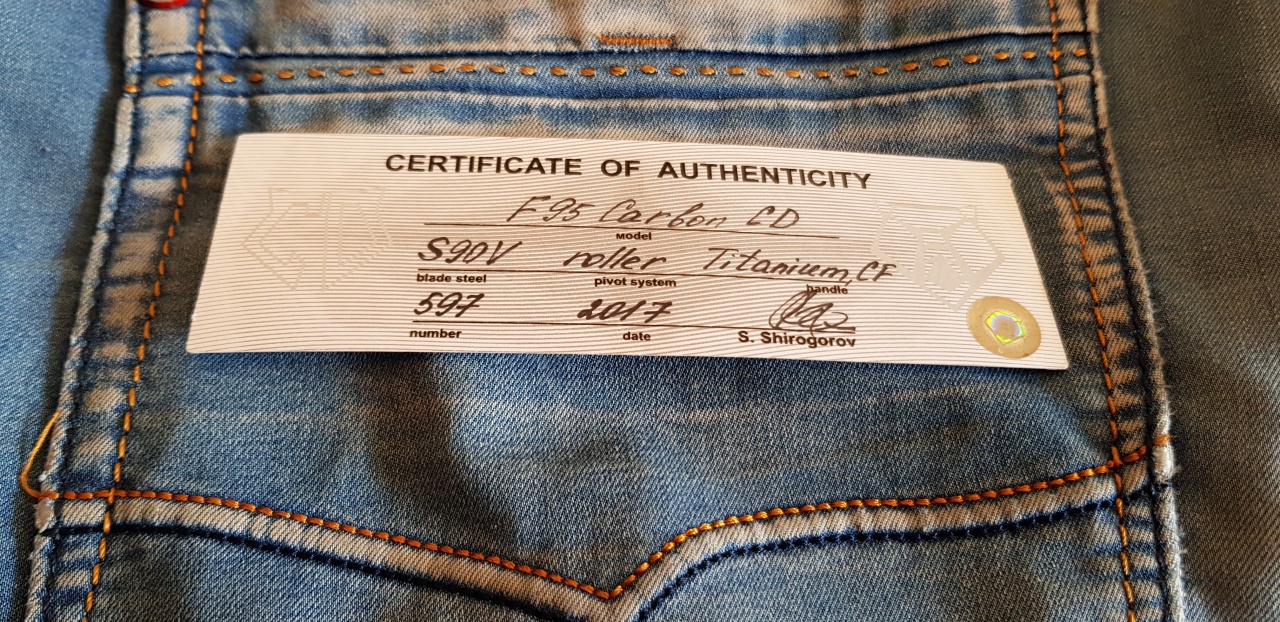 CERTIFICATE OF AUTHENTICITY
F95 Carbon CD
model
S90V roller Titanium, CF
blade steel pivot system handle
597 2017
number date S. Shirogorov